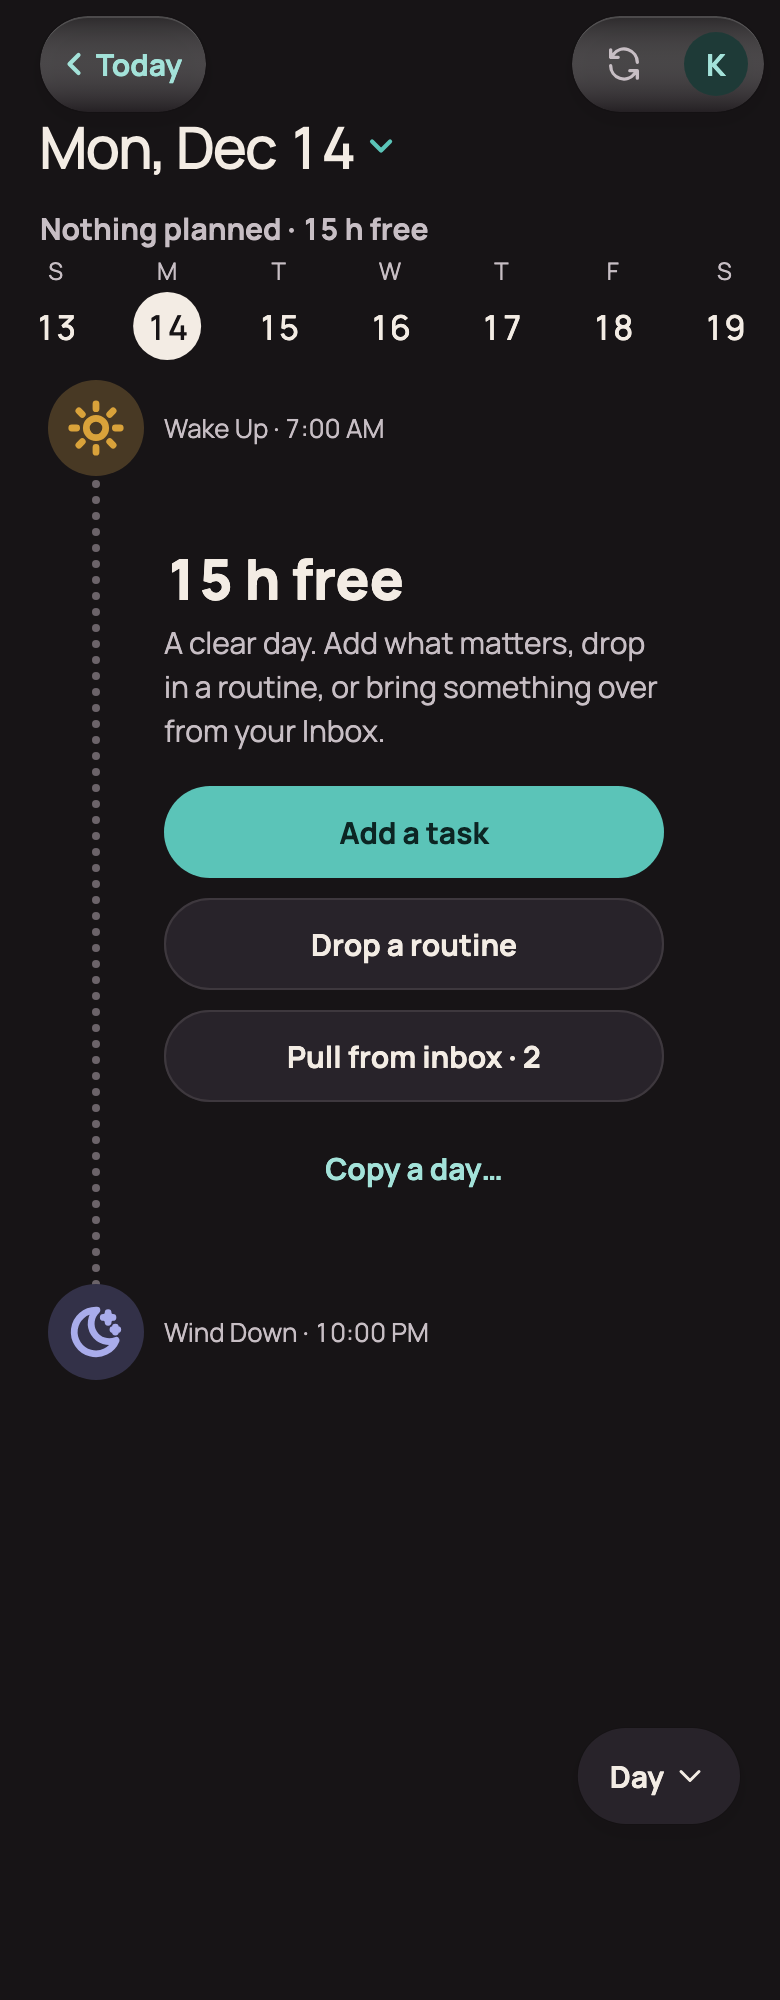 Today
K
Mon, Dec 14
Nothing planned · 15 h free
S M T W T F S
13 14 15 16 17 18 19
Wake Up · 7:00 AM
15 h free
A clear day. Add what matters, drop
in a routine, or bring something over
from your Inbox.
Add a task
Drop a routine
Pull from inbox · 2
Copy a day...
Wind Down · 10:00 PM
Day